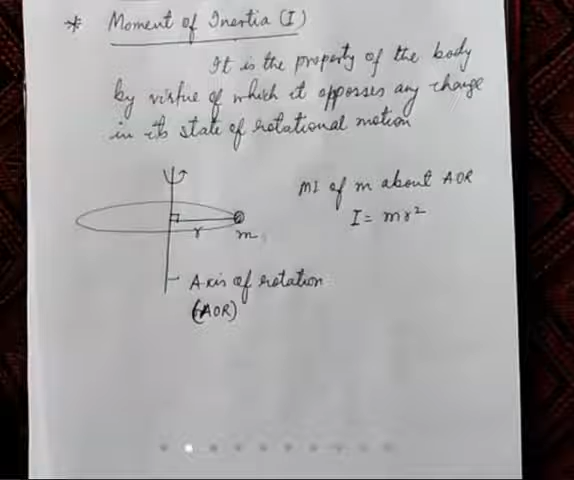 * Moment of Inertia (I)
It is the property of the body
by virtue of which it opposses any change
in its state of rotational motion
MI of m about AOR
I = mr²
r
m
Axis of rotation
(AOR)